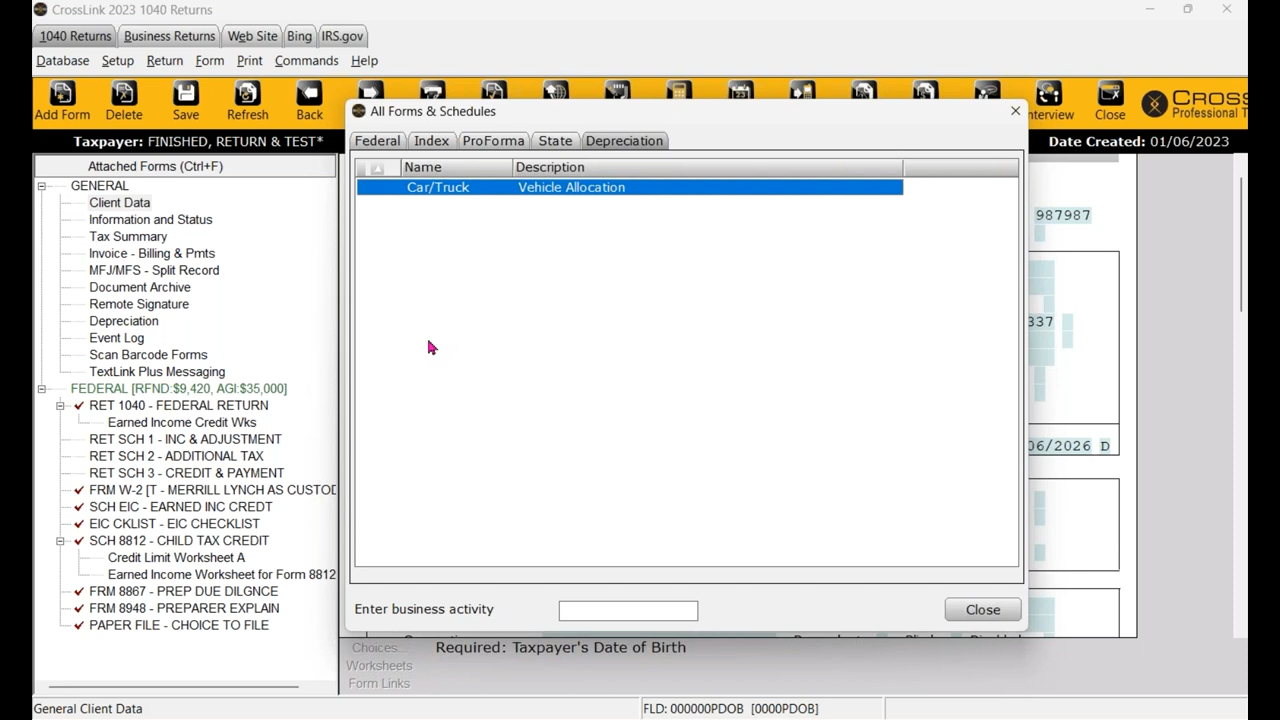 CrossLink 2023 1040 Returns
1040 Returns Business Returns Web Site Bing IRS.gov
Database Setup Return Form Print Commands Help
Add Form Delete Save Refresh Back Close
Taxpayer: FINISHED, RETURN & TEST*
Date Created: 01/06/2023
Attached Forms (Ctrl+F)
GENERAL
Client Data
Information and Status
Tax Summary
Invoice - Billing & Pmts
MFJ/MFS - Split Record
Document Archive
Remote Signature
Depreciation
Event Log
Scan Barcode Forms
TextLink Plus Messaging
FEDERAL [RFND:$9,420, AGI:$35,000]
RET 1040 - FEDERAL RETURN
Earned Income Credit Wks
RET SCH 1 - INC & ADJUSTMENT
RET SCH 2 - ADDITIONAL TAX
RET SCH 3 - CREDIT & PAYMENT
FRM W-2 [T - MERRILL LYNCH AS CUSTOD
SCH EIC - EARNED INC CREDT
EIC CKLIST - EIC CHECKLIST
SCH 8812 - CHILD TAX CREDIT
Credit Limit Worksheet A
Earned Income Worksheet for Form 8812
FRM 8867 - PREP DUE DILGNCE
FRM 8948 - PREPARER EXPLAIN
PAPER FILE - CHOICE TO FILE
All Forms & Schedules
Federal Index ProForma State Depreciation
Name Description
Car/Truck Vehicle Allocation
Enter business activity
Close
987987
337
06/2026 D
Choices...
Worksheets
Form Links
Required: Taxpayer's Date of Birth
General Client Data
FLD: 000000PDOB [0000PDOB]